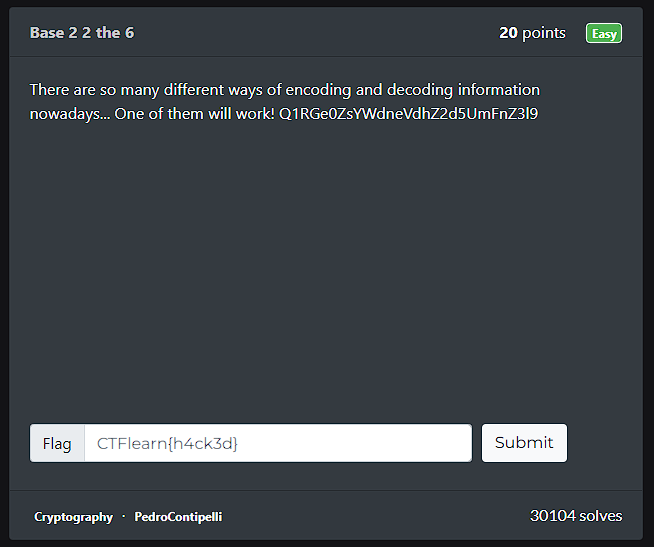 Base 2 2 the 6
20 points
Easy
There are so many different ways of encoding and decoding information
nowadays... One of them will work! Q1RGe0ZsYWdneVdhZ2d5UmFnZ3l9
Flag
CTFlearn{h4ck3d}
Submit
Cryptography · PedroContipelli
30104 solves